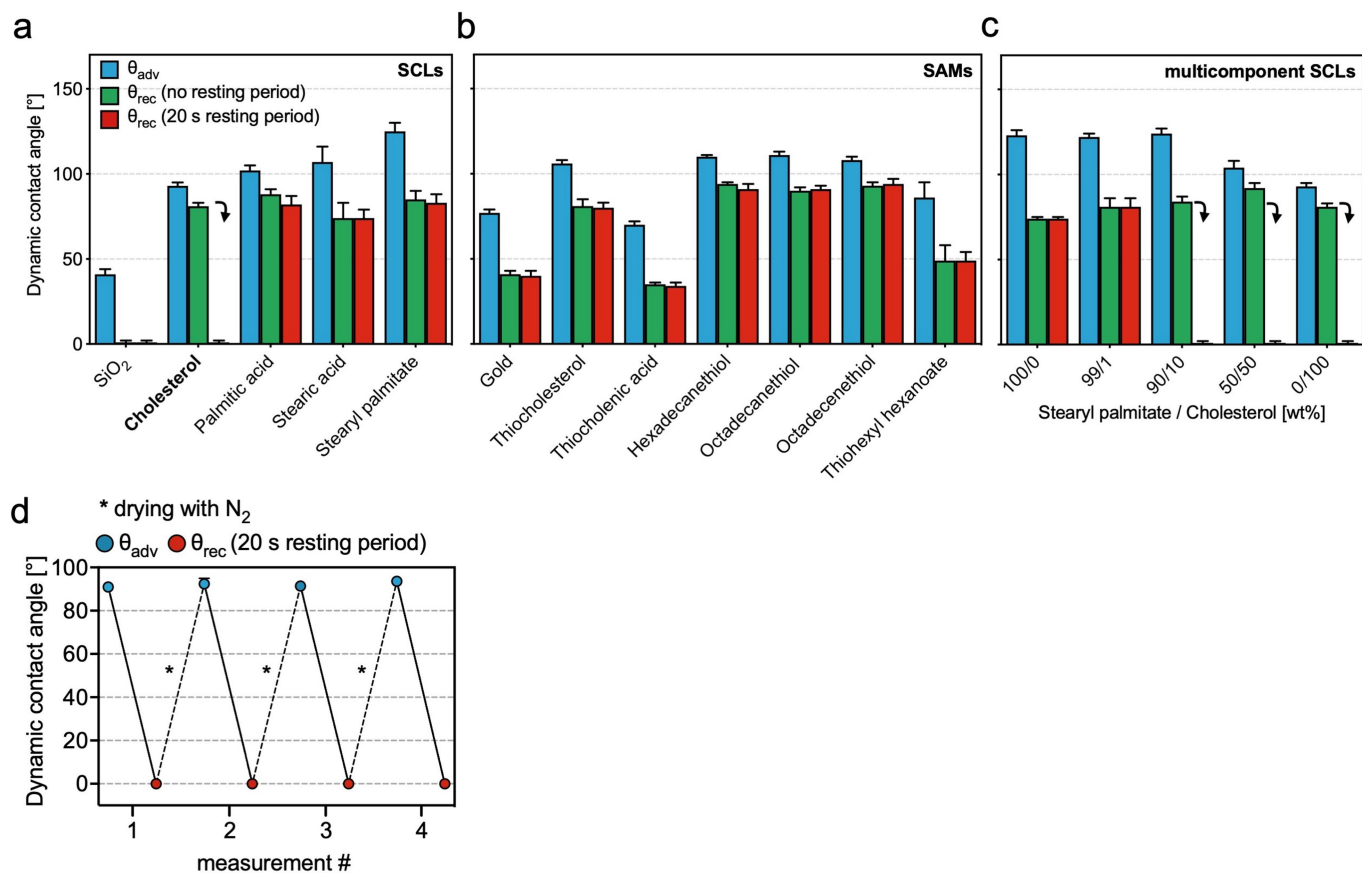 a
SCLs
θadv
θrec (no resting period)
θrec (20 s resting period)
Dynamic contact angle [°]
150
100
50
0
SiO2
Cholesterol
Palmitic acid
Stearic acid
Stearyl palmitate
b
SAMs
Gold
Thiocholesterol
Thiocholenic acid
Hexadecanethiol
Octadecanethiol
Octadecenethiol
Thiohexyl hexanoate
c
multicomponent SCLs
100/0
99/1
90/10
50/50
0/100
Stearyl palmitate / Cholesterol [wt%]
d
* drying with N2
θadv θrec (20 s resting period)
Dynamic contact angle [°]
100
80
60
40
20
0
* * *
1 2 3 4
measurement #